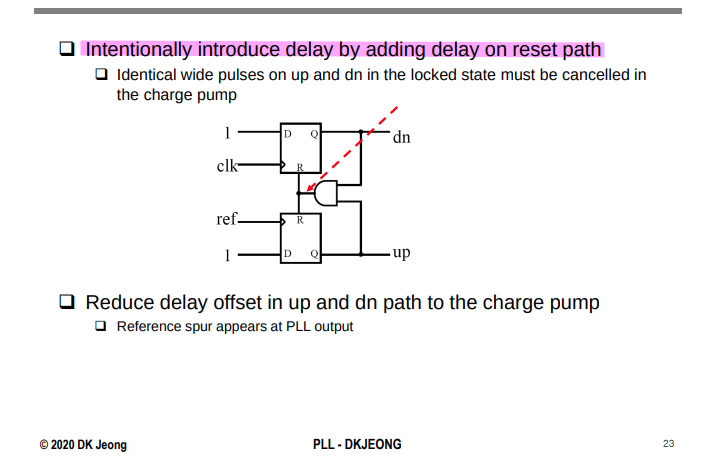 Intentionally introduce delay by adding delay on reset path
Identical wide pulses on up and dn in the locked state must be cancelled in
the charge pump
1
D Q
dn
clk
R
ref
R
1
D Q
up
Reduce delay offset in up and dn path to the charge pump
Reference spur appears at PLL output
© 2020 DK Jeong
PLL - DKJEONG
23